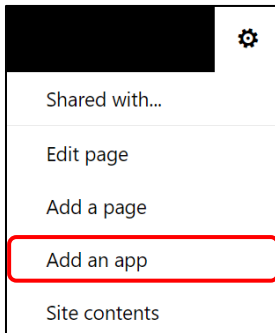 Shared with...
Edit page
Add a page
Add an app
Site contents